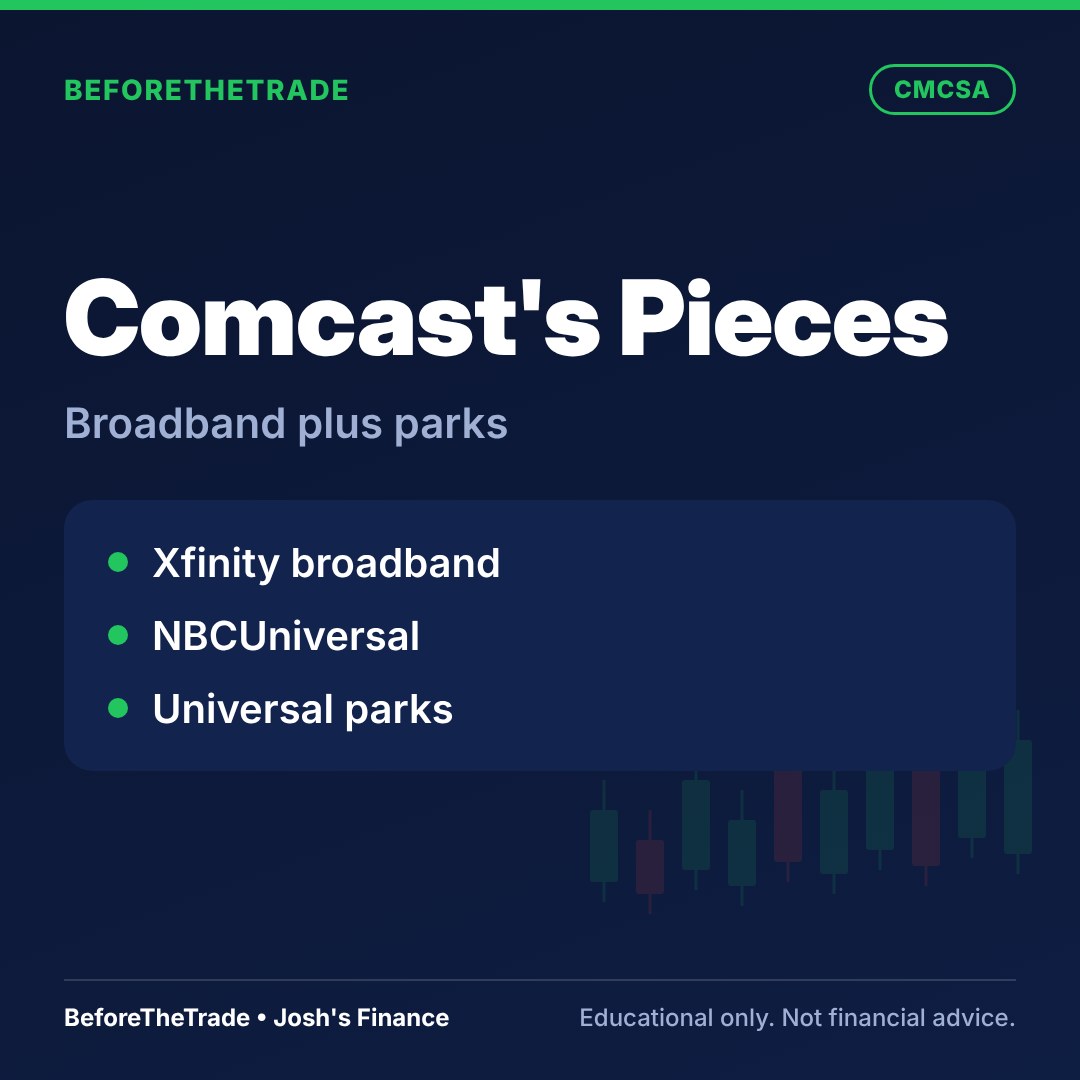 BEFORETHETRADE
CMCSA
Comcast's Pieces
Broadband plus parks
Xfinity broadband
NBCUniversal
Universal parks
BeforeTheTrade • Josh's Finance
Educational only. Not financial advice.